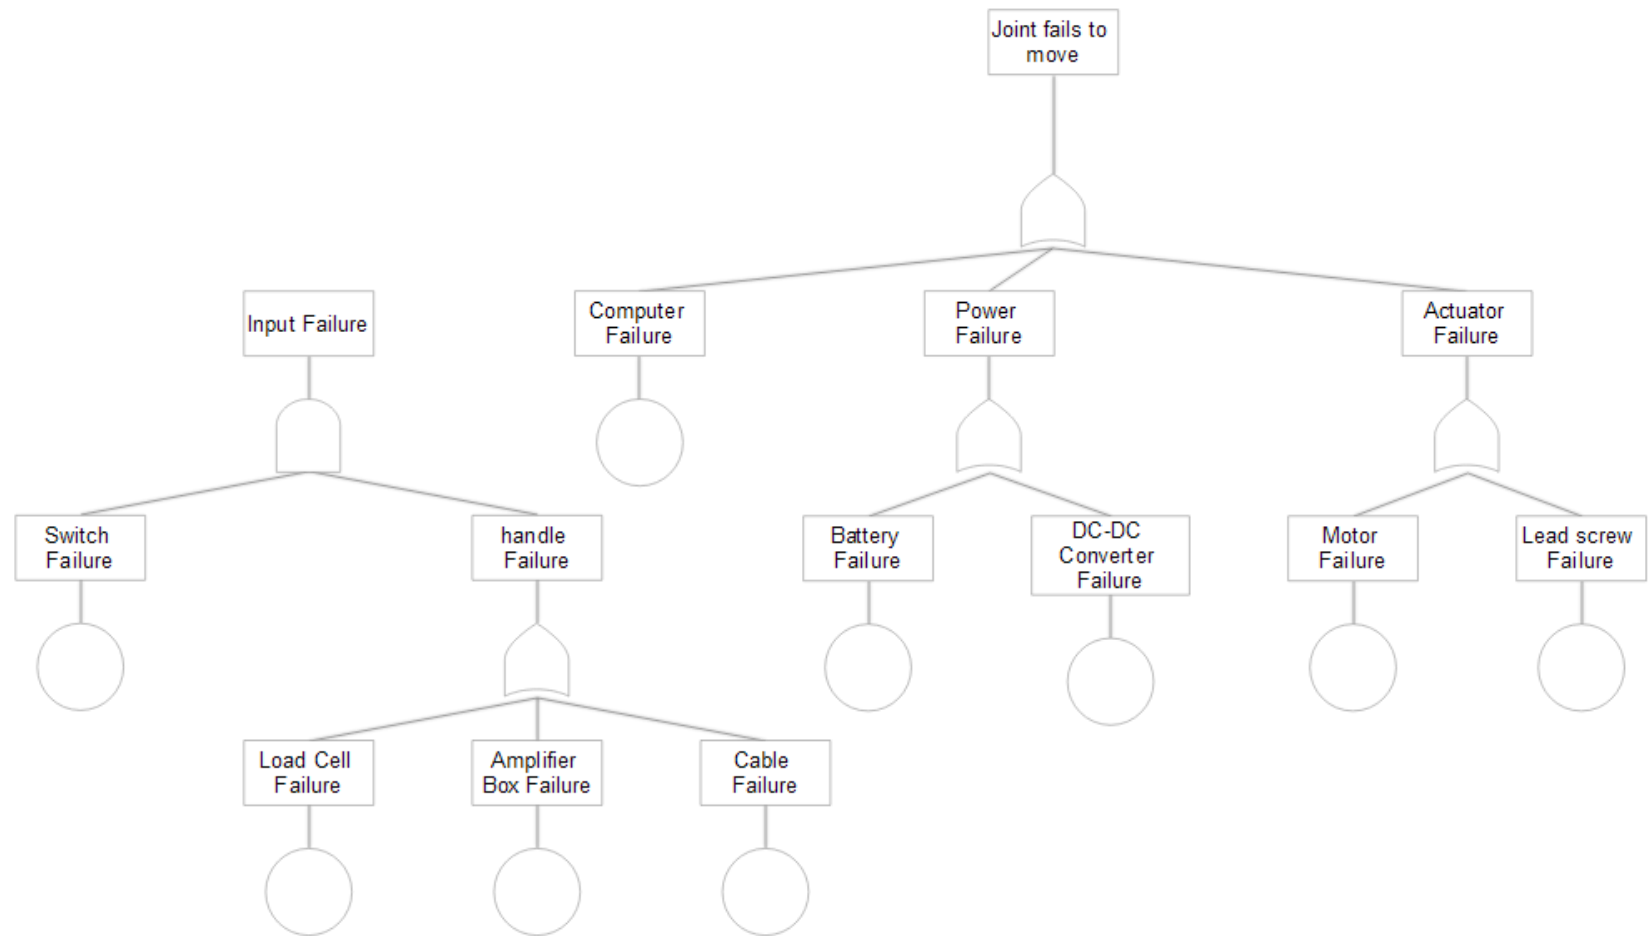 Joint fails to
move
Input Failure
Computer
Failure
Power
Failure
Actuator
Failure
Switch
Failure
handle
Failure
Battery
Failure
DC-DC
Converter
Failure
Motor
Failure
Lead screw
Failure
Load Cell
Failure
Amplifier
Box Failure
Cable
Failure